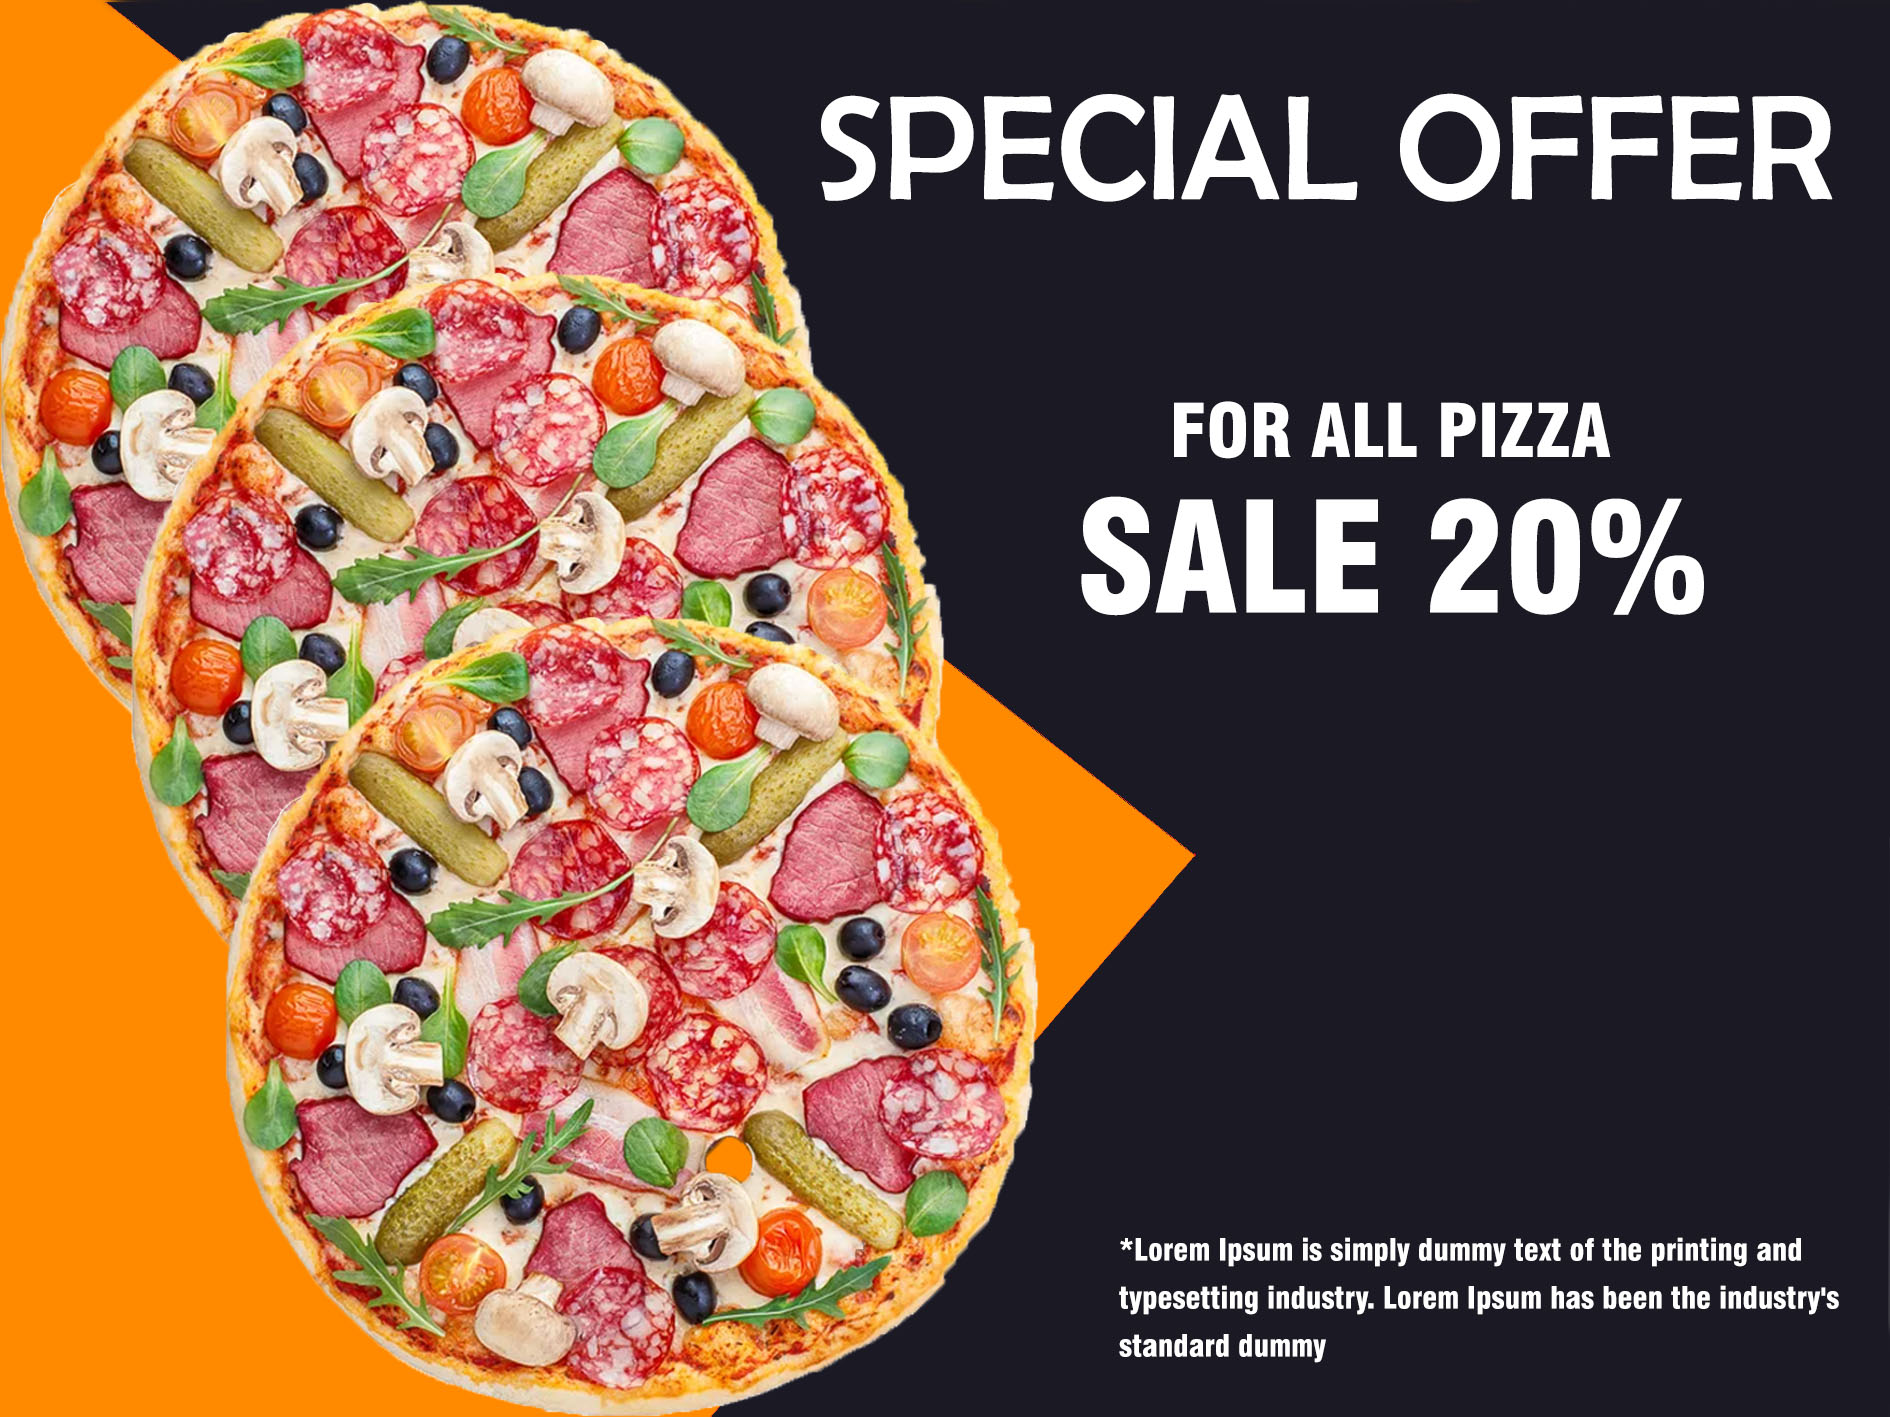 SPECIAL OFFER
FOR ALL PIZZA
SALE 20%
*Lorem Ipsum is simply dummy text of the printing and
typesetting industry. Lorem Ipsum has been the industry's
standard dummy